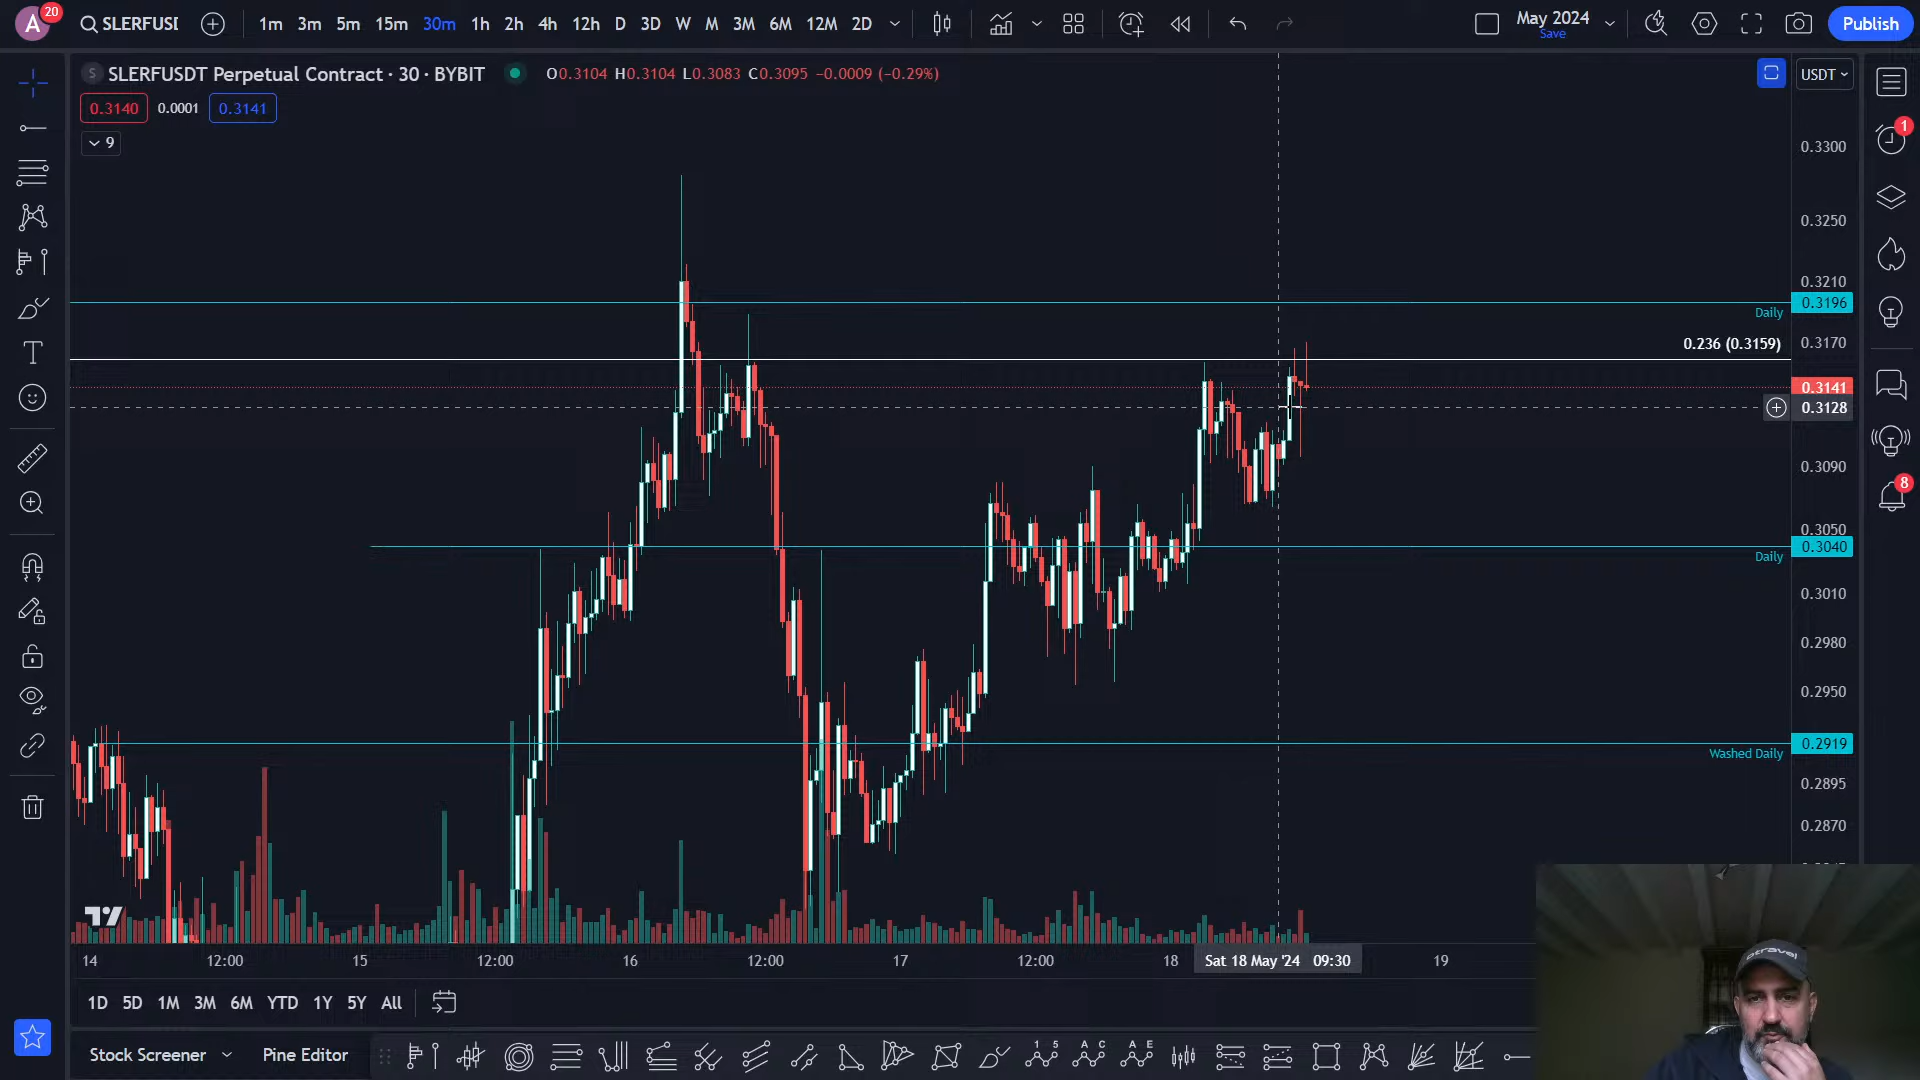 A
20
SLERFUSI
1m 3m 5m 15m 30m 1h 2h 4h 12h D 3D W M 3M 6M 12M 2D
May 2024
Save
Publish
S SLERFUSDT Perpetual Contract · 30 · BYBIT O0.3104 H0.3104 L0.3083 C0.3095 −0.0009 (−0.29%)
USDT
0.3140 0.0001 0.3141
9
1
0.3300
0.3250
0.3210
0.3196
Daily
0.236 (0.3159)
0.3170
0.3141
0.3128
0.3090
8
0.3050
0.3040
Daily
0.3010
0.2980
0.2950
0.2919
Washed Daily
0.2895
0.2870
14 12:00 15 12:00 16 12:00 17 12:00 18 Sat 18 May '24 09:30 19
1D 5D 1M 3M 6M YTD 1Y 5Y All
Stock Screener Pine Editor
1 5
A C
A E